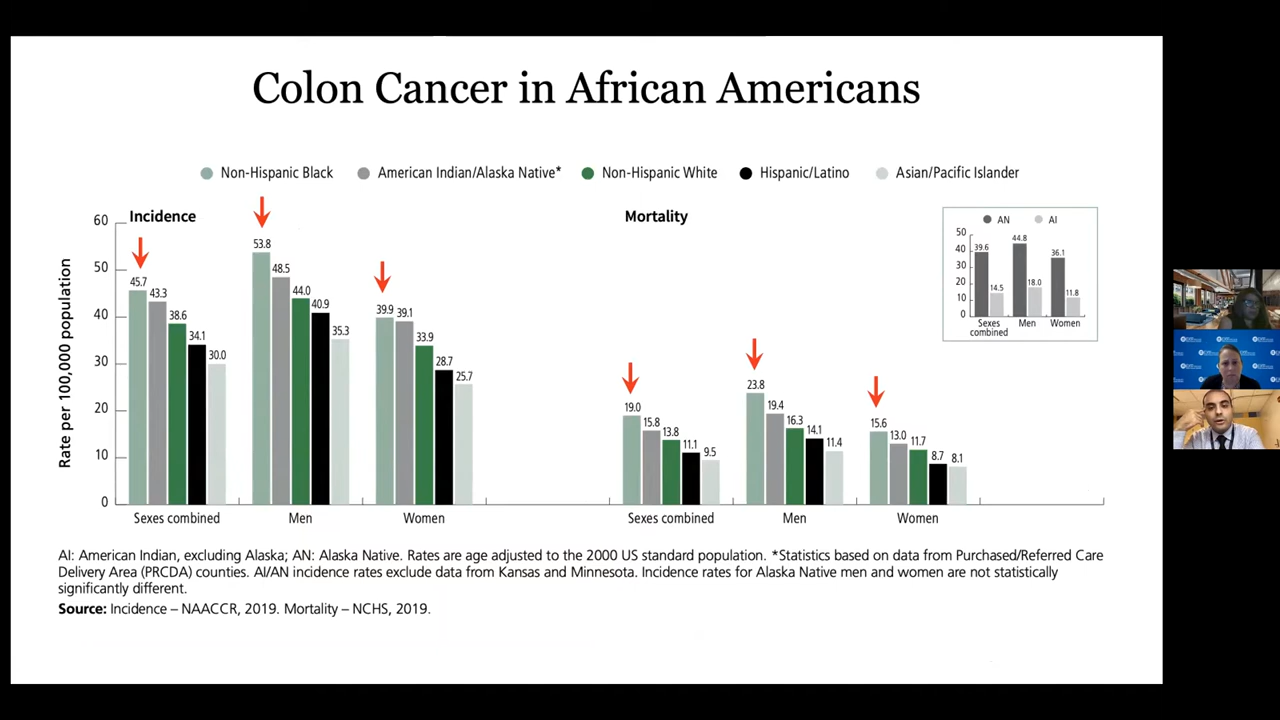 Colon Cancer in African Americans
Non-Hispanic Black American Indian/Alaska Native* Non-Hispanic White Hispanic/Latino Asian/Pacific Islander
Incidence
Rate per 100,000 population
60
50
40
30
20
10
0
45.7 43.3 38.6 34.1 30.0
53.8 48.5 44.0 40.9 35.3
39.9 39.1 33.9 28.7 25.7
Sexes combined Men Women
Mortality
19.0 15.8 13.8 11.1 9.5
23.8 19.4 16.3 14.1 11.4
15.6 13.0 11.7 8.7 8.1
Sexes combined Men Women
AN AI
50
40
30
20
10
0
39.6 14.5
44.8 18.0
36.1 11.8
Sexes
combined
Men Women
AI: American Indian, excluding Alaska; AN: Alaska Native. Rates are age adjusted to the 2000 US standard population. *Statistics based on data from Purchased/Referred Care
Delivery Area (PRCDA) counties. AI/AN incidence rates exclude data from Kansas and Minnesota. Incidence rates for Alaska Native men and women are not statistically
significantly different.
Source: Incidence – NAACCR, 2019. Mortality – NCHS, 2019.